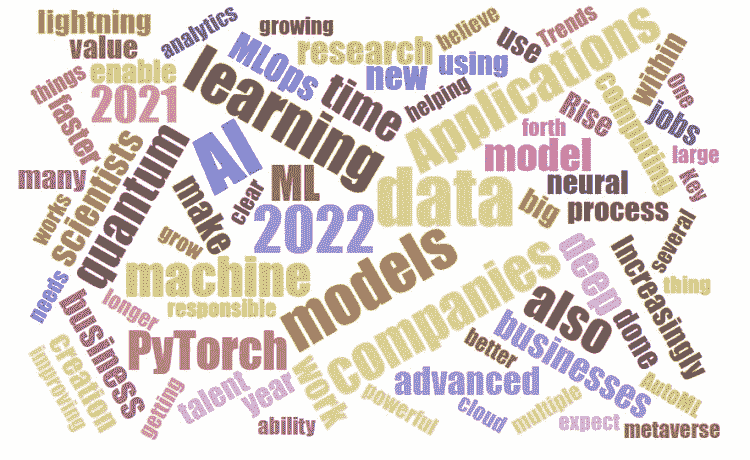 lightning
growing
believe
Trends
value
analytics
research
use
Applications
within
things
enable
MLOps
new
using
One
2021
learning
time
helping
computing
jobs
faster
Rise
forth
large
key
many
scientists
quantum
AI
model
neural
clear
ML
data
big
process
works
make
2022
several
grow
machine
models
companies
deep
Increasingly
thing
needs
responsible
longer
business
also
done
PyTorch
better
businesses
creation
improving
work
advanced
AutoML
getting
talent
year
powerful
cloud
multiple
expect
ability
metaverse